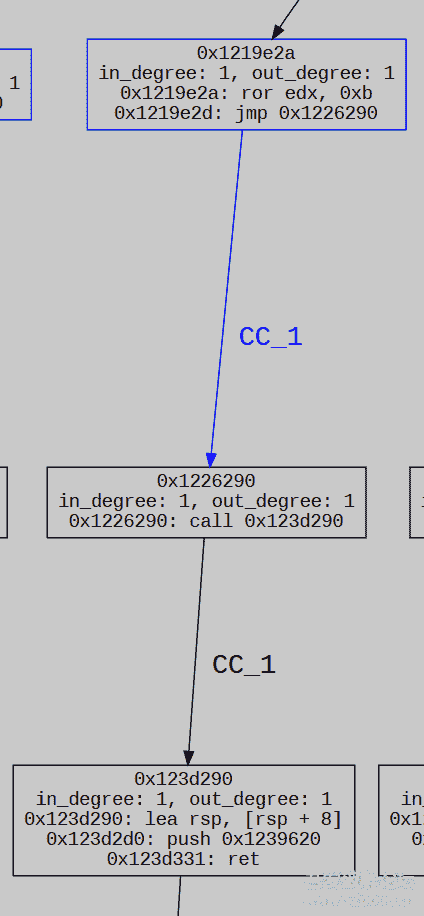 0x1219e2a
in_degree: 1, out_degree: 1
0x1219e2a: ror edx, 0xb
0x1219e2d: jmp 0x1226290
1
CC_1
0x1226290
in_degree: 1, out_degree: 1
0x1226290: call 0x123d290
CC_1
0x123d290
in_degree: 1, out_degree: 1
0x123d290: lea rsp, [rsp + 8]
0x123d2d0: push 0x1239620
0x123d331: ret